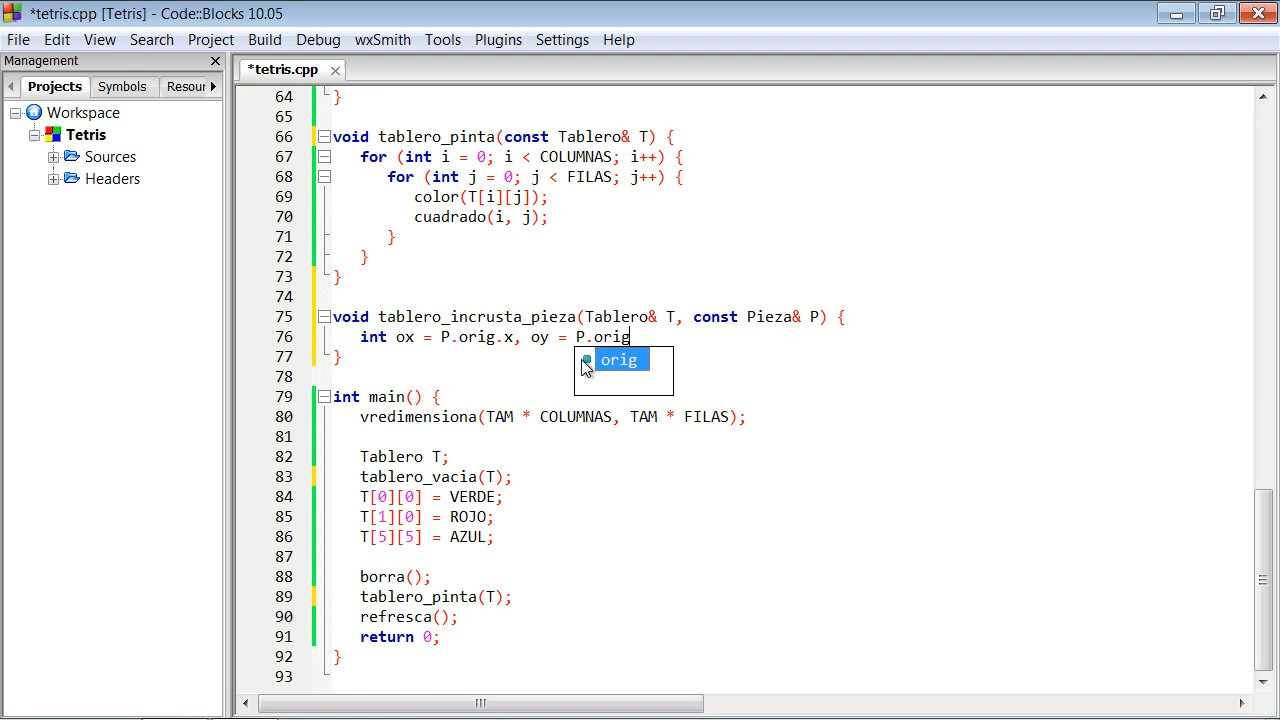 *tetris.cpp [Tetris] - Code::Blocks 10.05
File Edit View Search Project Build Debug wxSmith Tools Plugins Settings Help
Management
*tetris.cpp
Projects Symbols Resour
Workspace
Tetris
Sources
Headers
64 }
65
66 void tablero_pinta(const Tablero& T) {
67 for (int i = 0; i < COLUMNAS; i++) {
68 for (int j = 0; j < FILAS; j++) {
69 color(T[i][j]);
70 cuadrado(i, j);
71 }
72 }
73 }
74
75 void tablero_incrusta_pieza(Tablero& T, const Pieza& P) {
76 int ox = P.orig.x, oy = P.orig
orig
77 }
78
79 int main() {
80 vredimensiona(TAM * COLUMNAS, TAM * FILAS);
81
82 Tablero T;
83 tablero_vacia(T);
84 T[0][0] = VERDE;
85 T[1][0] = ROJO;
86 T[5][5] = AZUL;
87
88 borra();
89 tablero_pinta(T);
90 refresca();
91 return 0;
92 }
93